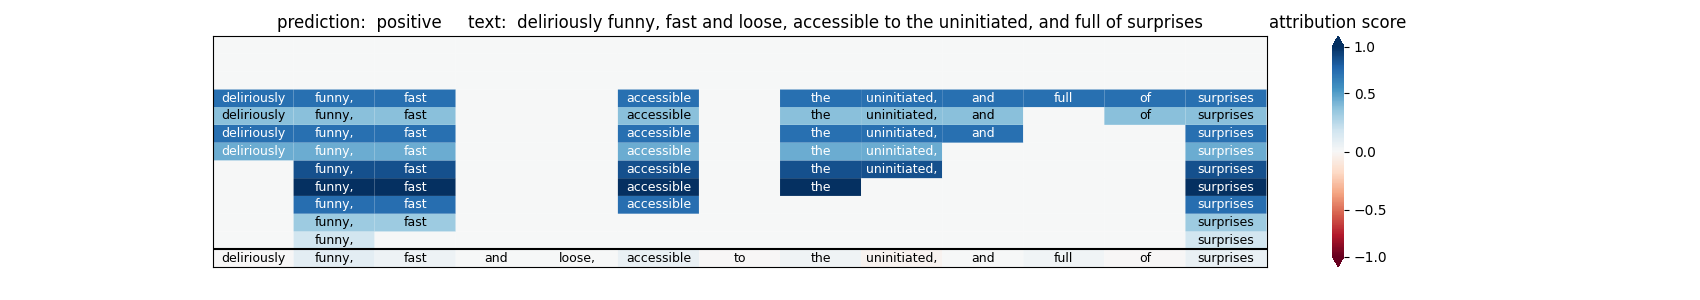 prediction: positive text: deliriously funny, fast and loose, accessible to the uninitiated, and full of surprises attribution score
1.0
deliriously funny, fast accessible the uninitiated, and full of surprises
0.5
deliriously funny, fast accessible the uninitiated, and of surprises
deliriously funny, fast accessible the uninitiated, and surprises
deliriously funny, fast accessible the uninitiated, surprises
0.0
funny, fast accessible the uninitiated, surprises
funny, fast accessible the surprises
funny, fast accessible surprises
−0.5
funny, fast surprises
funny, surprises
deliriously funny, fast and loose, accessible to the uninitiated, and full of surprises
−1.0